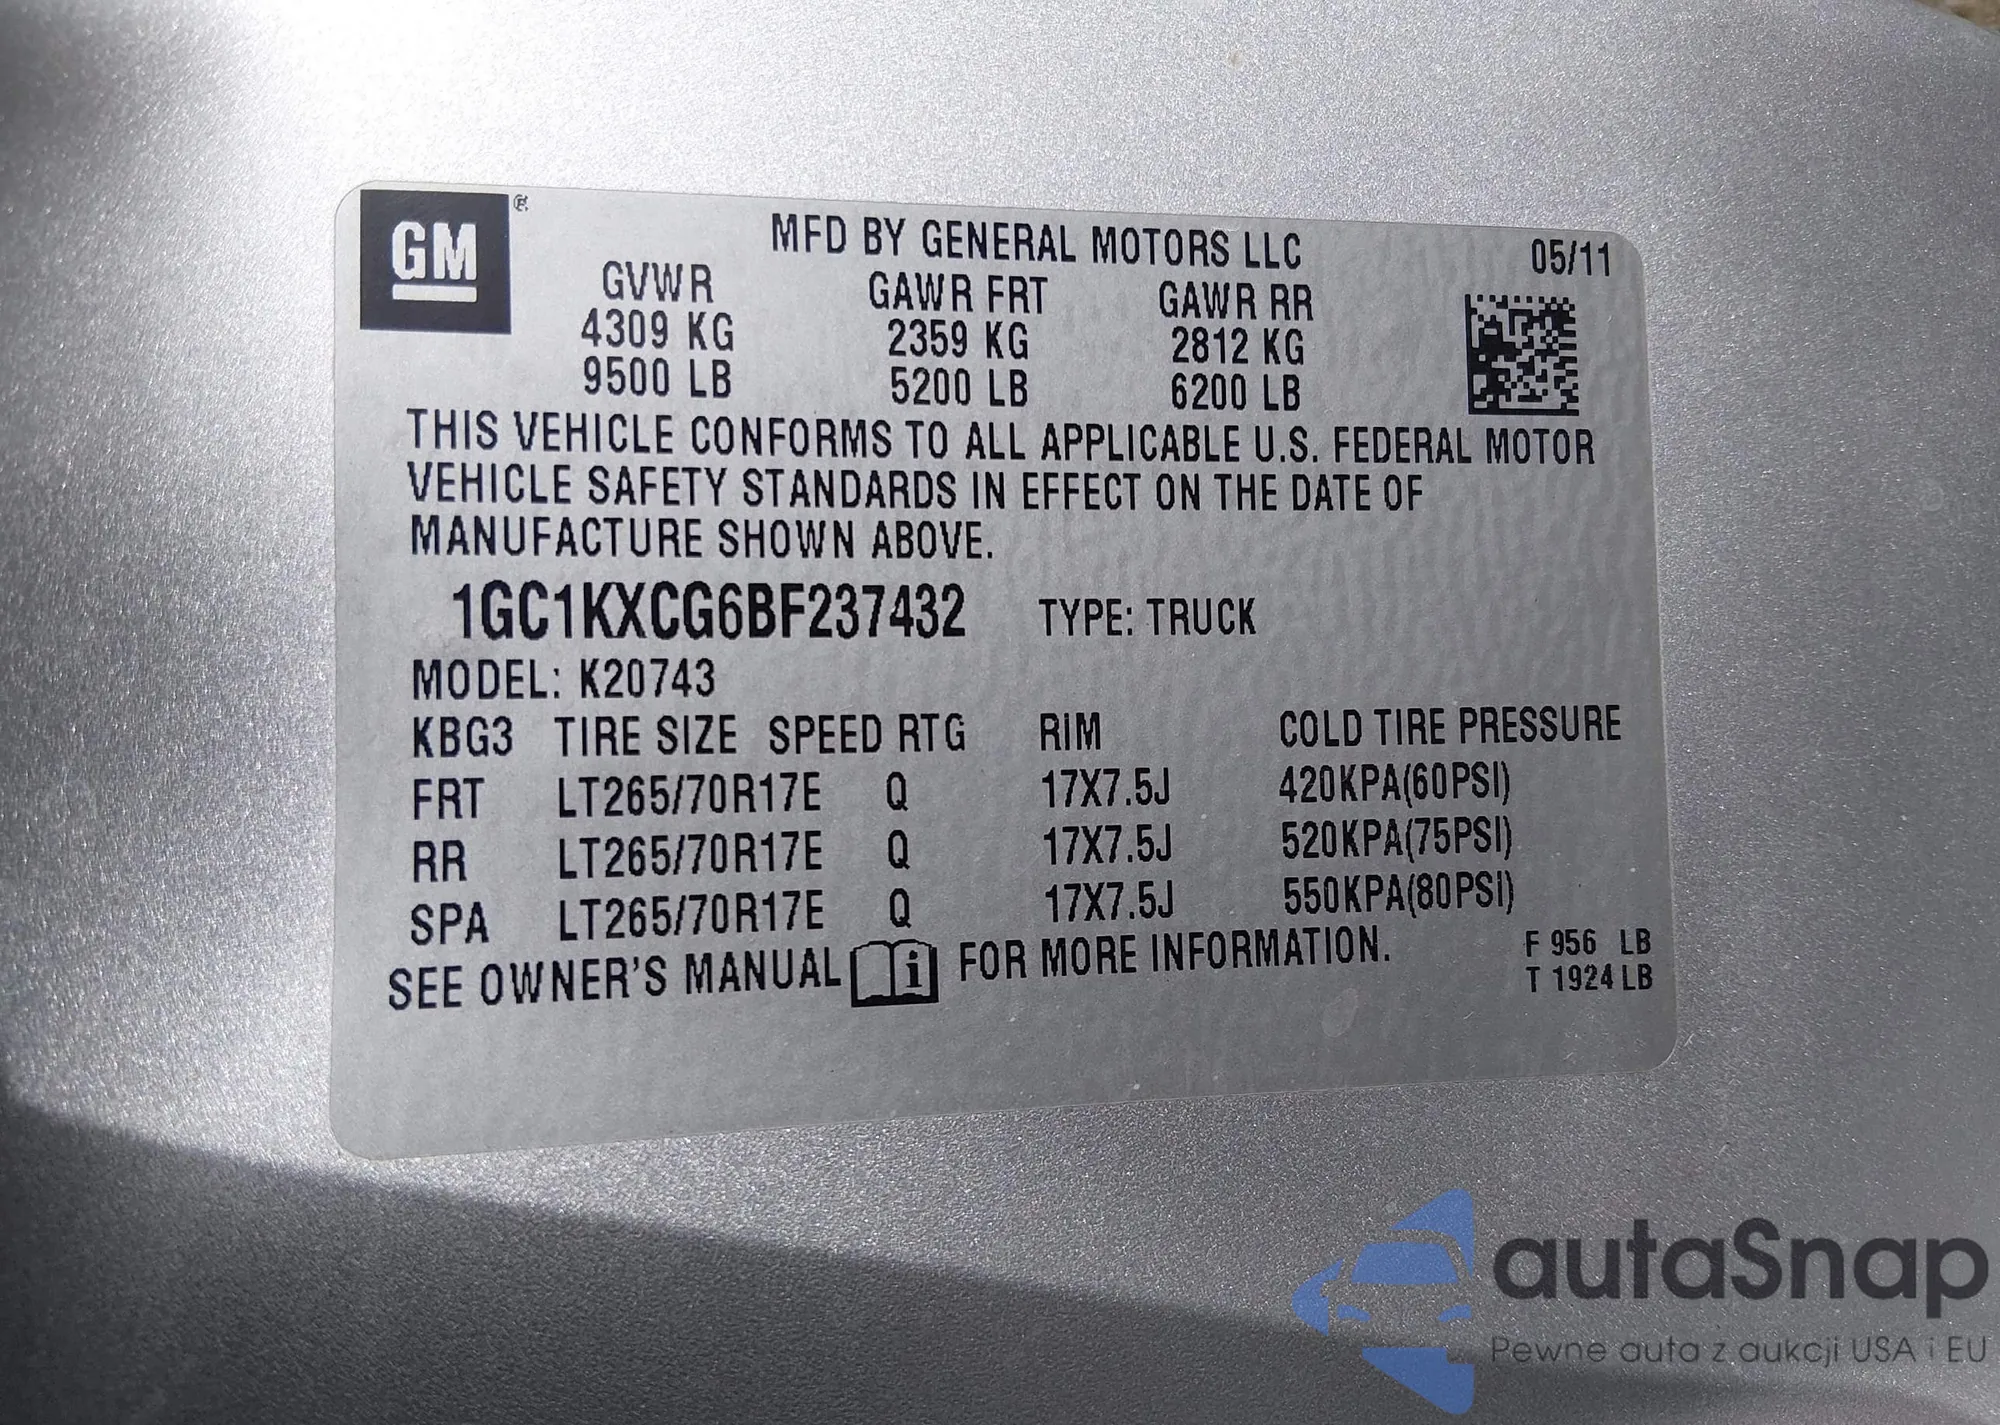 GM®
MFD BY GENERAL MOTORS LLC 05/11
GVWR GAWR FRT GAWR RR
4309 KG 2359 KG 2812 KG
9500 LB 5200 LB 6200 LB
THIS VEHICLE CONFORMS TO ALL APPLICABLE U.S. FEDERAL MOTOR
VEHICLE SAFETY STANDARDS IN EFFECT ON THE DATE OF
MANUFACTURE SHOWN ABOVE.
1GC1KXCG6BF237432 TYPE: TRUCK
MODEL: K20743
KBG3 TIRE SIZE SPEED RTG RIM COLD TIRE PRESSURE
FRT LT265/70R17E Q 17X7.5J 420KPA(60PSI)
RR LT265/70R17E Q 17X7.5J 520KPA(75PSI)
SPA LT265/70R17E Q 17X7.5J 550KPA(80PSI)
SEE OWNER'S MANUAL i FOR MORE INFORMATION.
F 956 LB
T 1924 LB
autaSnap
Pewne auta z aukcji USA i EU